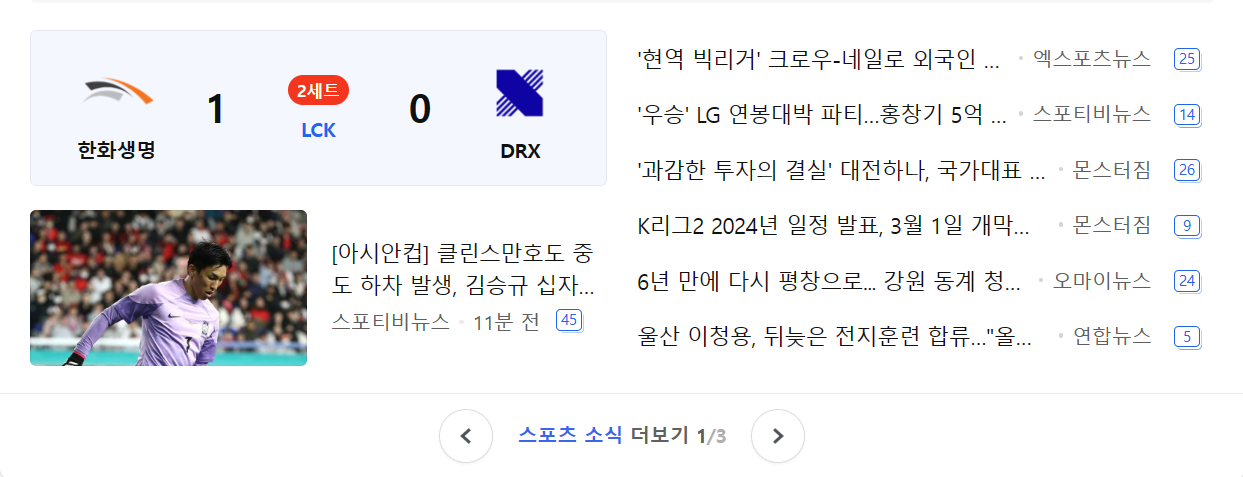 한화생명
1
2세트
LCK
0
DRX
[아시안컵] 클린스만호도 중
도 하차 발생, 김승규 십자...
스포티비뉴스 · 11분 전 45
'현역 빅리거' 크로우-네일로 외국인 ... · 엑스포츠뉴스 25
'우승' LG 연봉대박 파티...홍창기 5억 ... · 스포티비뉴스 14
'과감한 투자의 결실' 대전하나, 국가대표 ... · 몬스터짐 26
K리그2 2024년 일정 발표, 3월 1일 개막... · 몬스터짐 9
6년 만에 다시 평창으로... 강원 동계 청... · 오마이뉴스 24
울산 이청용, 뒤늦은 전지훈련 합류..."올... · 연합뉴스 5
스포츠 소식 더보기 1/3